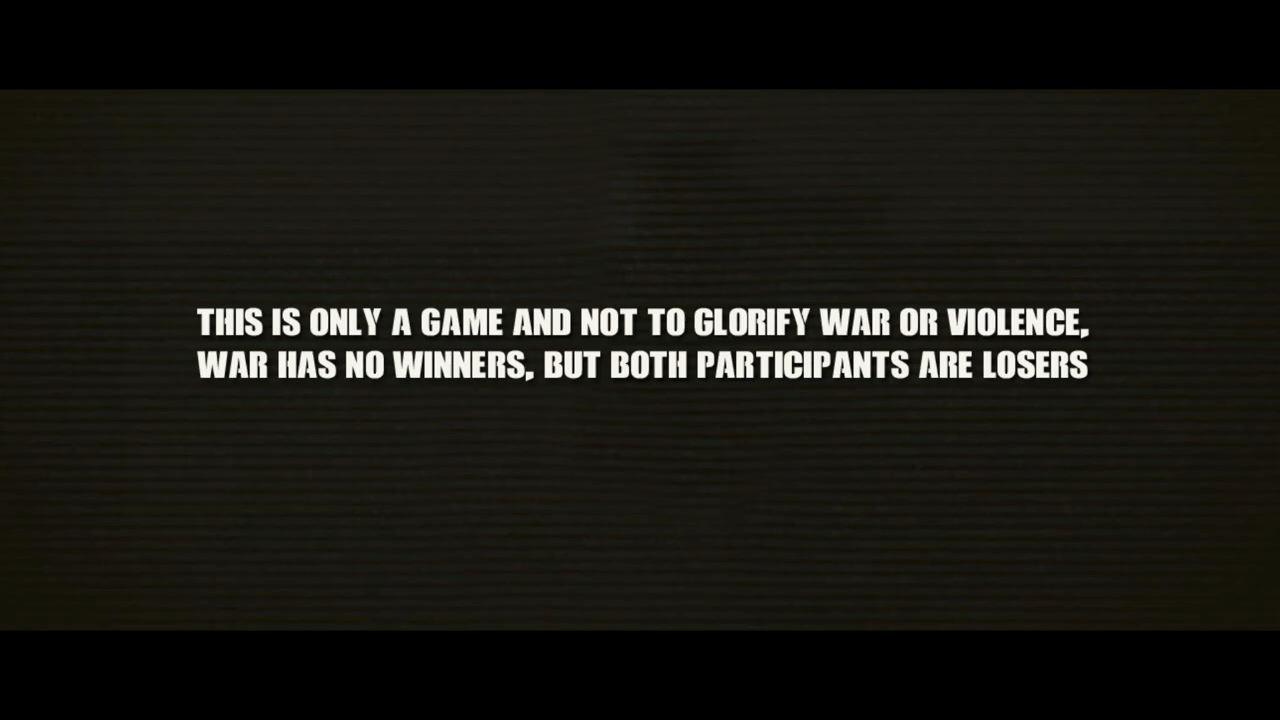 THIS IS ONLY A GAME AND NOT TO GLORIFY WAR OR VIOLENCE,
WAR HAS NO WINNERS, BUT BOTH PARTICIPANTS ARE LOSERS